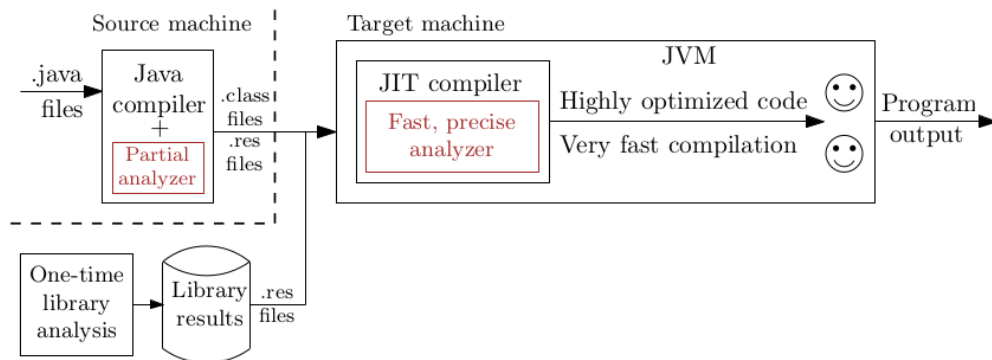 Source machine
.java
files
Java
compiler
+
Partial
analyzer
.class
files
.res
files
Target machine
JVM
JIT compiler
Fast, precise
analyzer
Highly optimized code
Very fast compilation
Program
output
One-time
library
analysis
Library
results
.res
files